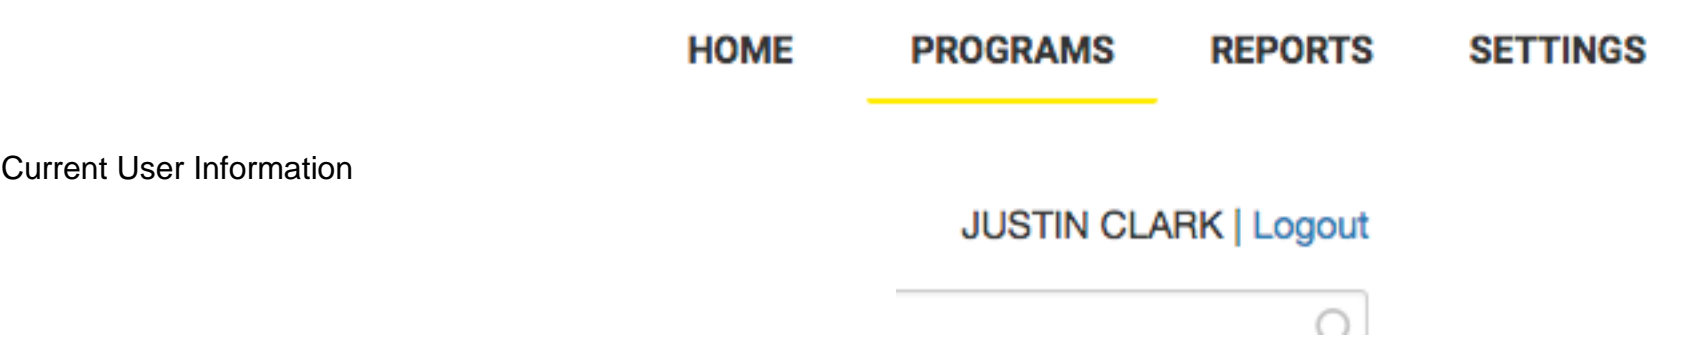 HOME PROGRAMS REPORTS SETTINGS
Current User Information
JUSTIN CLARK | Logout